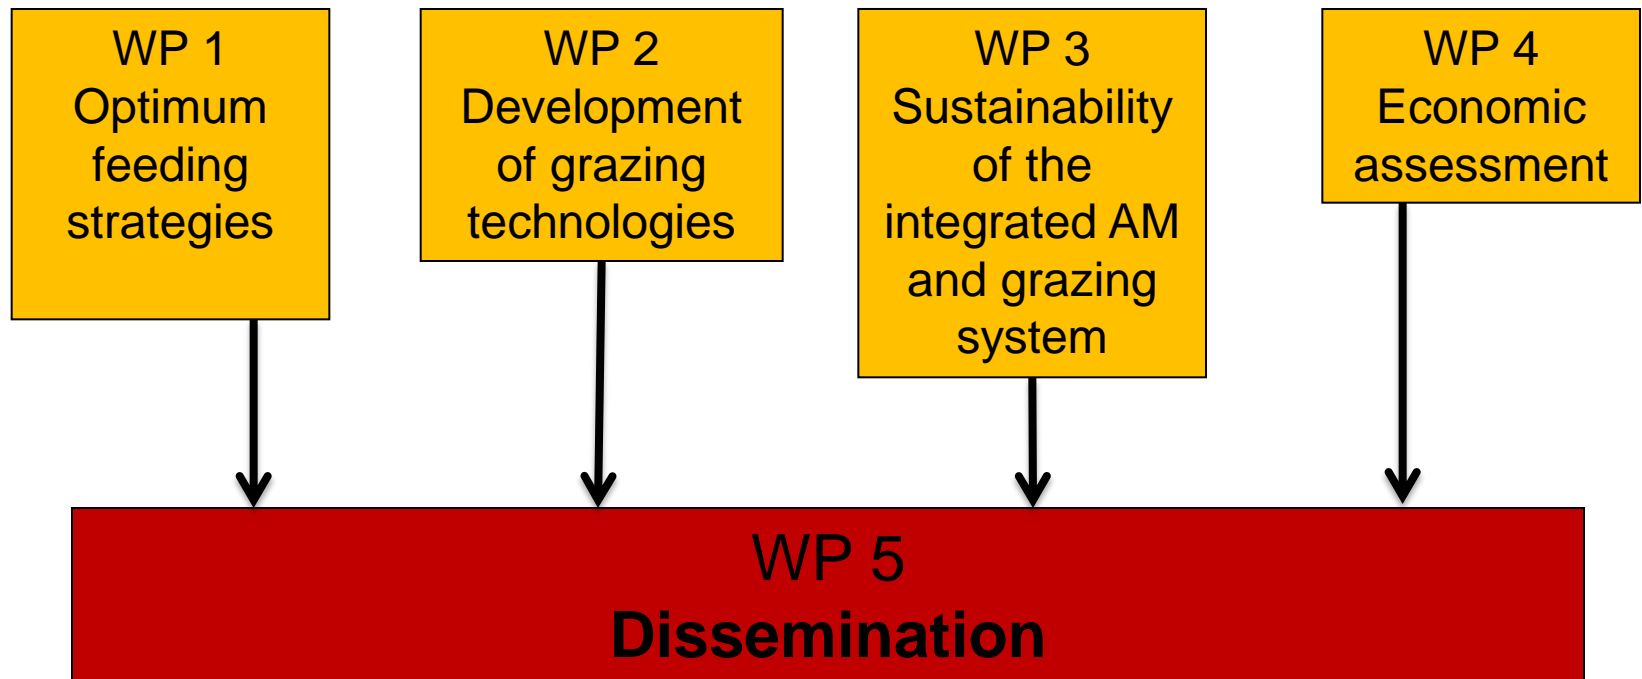 WP 1
Optimum
feeding
strategies
WP 2
Development
of grazing
technologies
WP 3
Sustainability
of the
integrated AM
and grazing
system
WP 4
Economic
assessment
WP 5
Dissemination